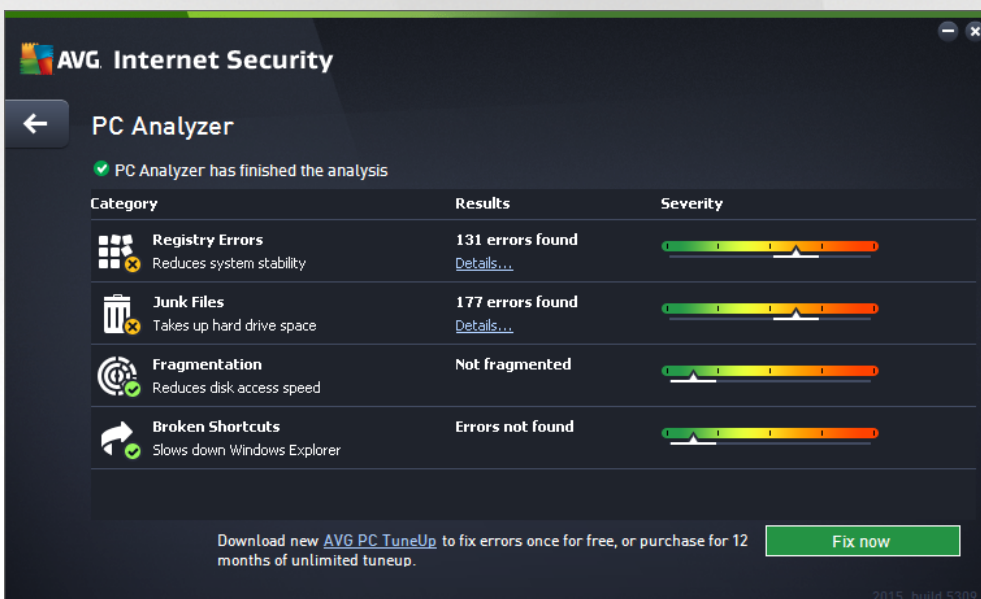 AVG. Internet Security
PC Analyzer
PC Analyzer has finished the analysis
Category Results Severity
Registry Errors 131 errors found
Reduces system stability Details...
Junk Files 177 errors found
Takes up hard drive space Details...
Fragmentation Not fragmented
Reduces disk access speed
Broken Shortcuts Errors not found
Slows down Windows Explorer
Download new AVG PC TuneUp to fix errors once for free, or purchase for 12
months of unlimited tuneup.
Fix now
2015, build 5309